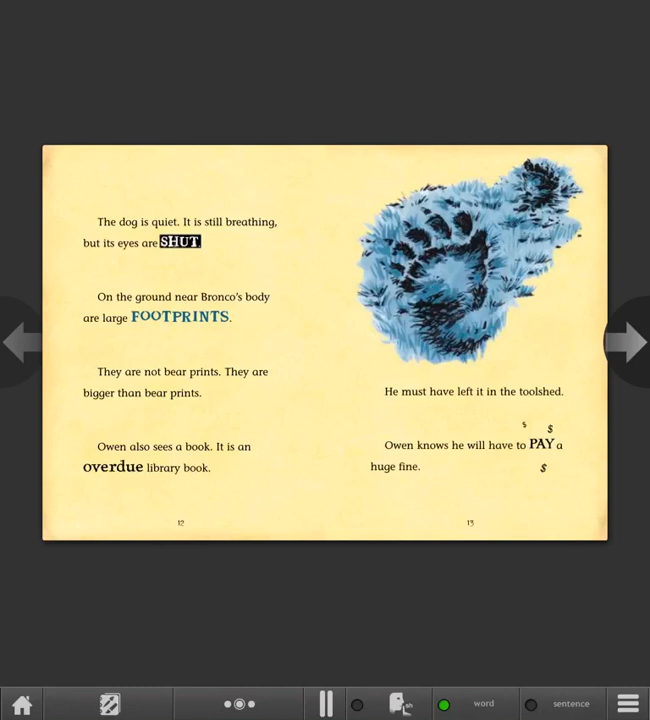 The dog is quiet. It is still breathing,
but its eyes are SHUT.
On the ground near Bronco's body
are large FOOTPRINTS.
They are not bear prints. They are
bigger than bear prints.
Owen also sees a book. It is an
overdue library book.
12
He must have left it in the toolshed.
$ $
Owen knows he will have to PAY a
huge fine.
$
13
sh
word
sentence